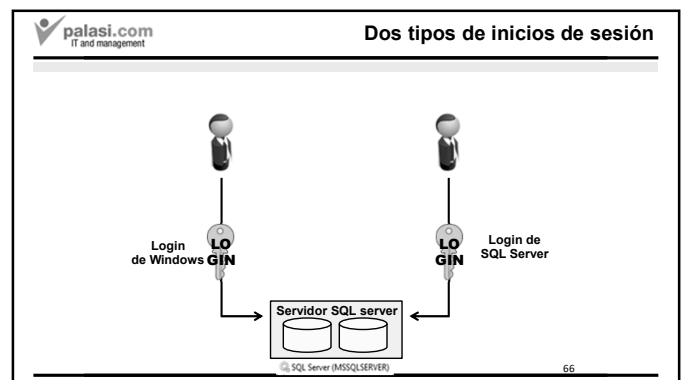 palasi.com
IT and management
Dos tipos de inicios de sesión
Login
de Windows
LO
GIN
LO
GIN
Login de
SQL Server
Servidor SQL server
SQL Server (MSSQLSERVER)
66